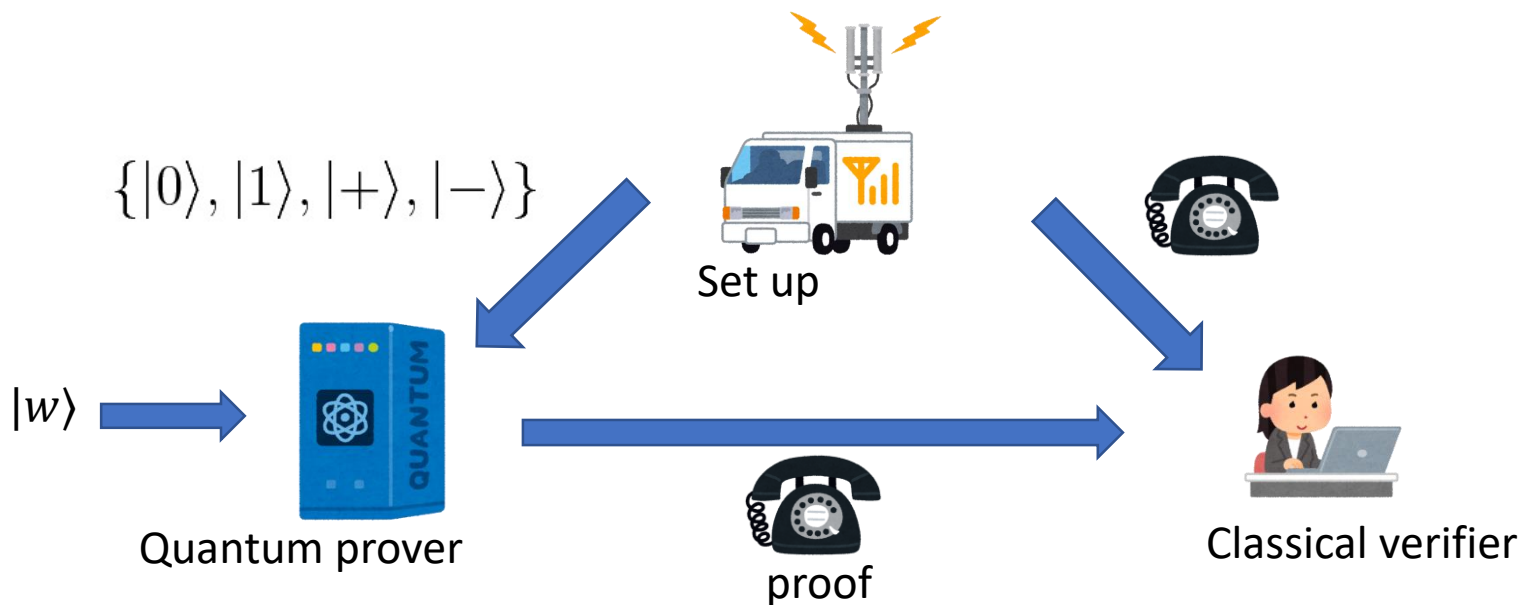 {|0⟩, |1⟩, |+⟩, |−⟩}
Set up
|w⟩
QUANTUM
Quantum prover
proof
Classical verifier